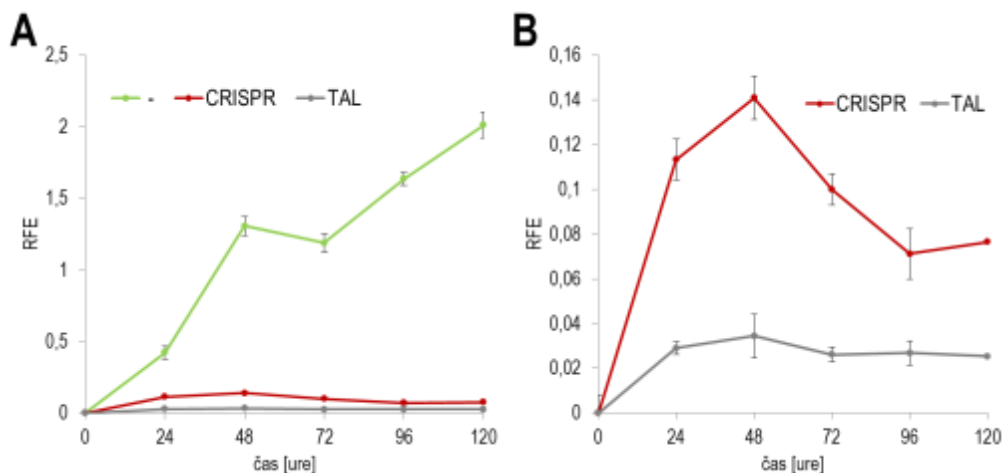 A
2,5
- CRISPR TAL
2
1,5
RFE
1
0,5
0
0 24 48 72 96 120
čas [ure]
B
0,16
0,14
CRISPR TAL
0,12
0,1
RFE
0,08
0,06
0,04
0,02
0
0 24 48 72 96 120
čas [ure]